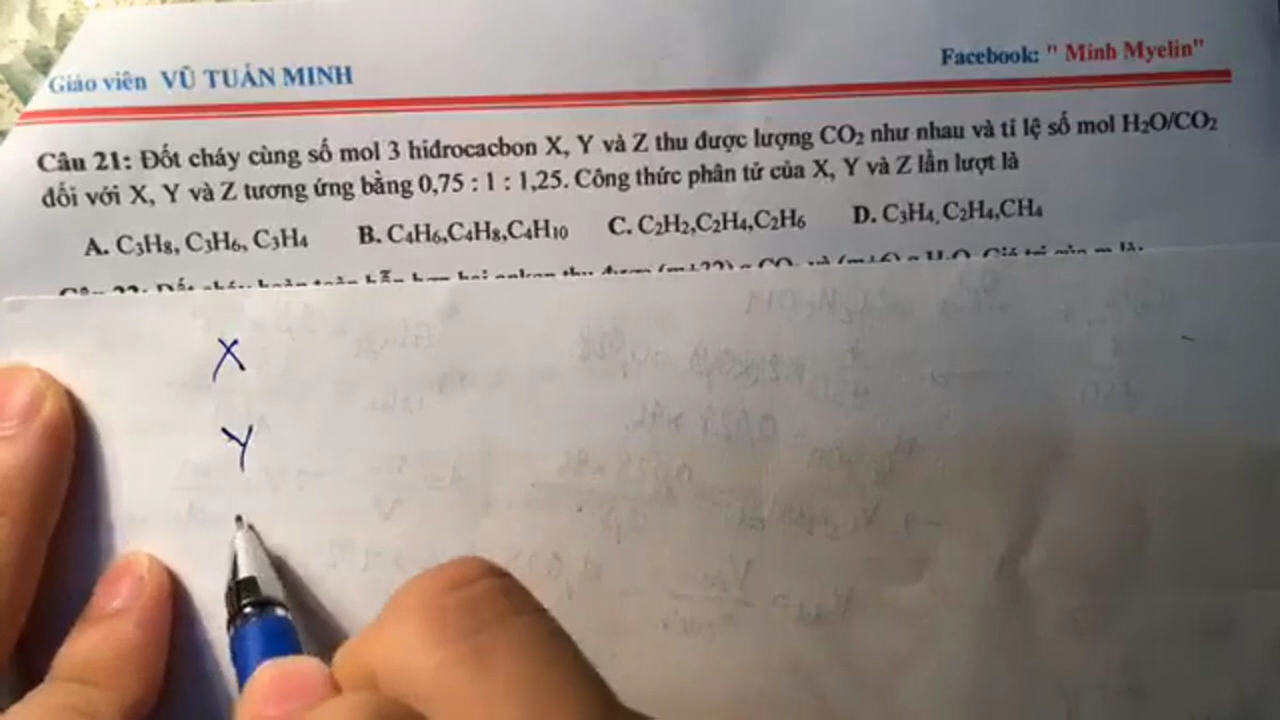 Giáo viên VŨ TUẤN MINH
Facebook: " Minh Myelin"
Câu 21: Đốt cháy cùng số mol 3 hiđrocacbon X, Y và Z thu được lượng CO2 như nhau và tỉ lệ số mol H2O/CO2
đối với X, Y và Z tương ứng bằng 0,75 : 1 : 1,25. Công thức phân tử của X, Y và Z lần lượt là
A. C3H8, C3H6, C3H4 B. C4H6,C4H8,C4H10 C. C2H2,C2H4,C2H6 D. C3H4, C2H4,CH4
X
Y